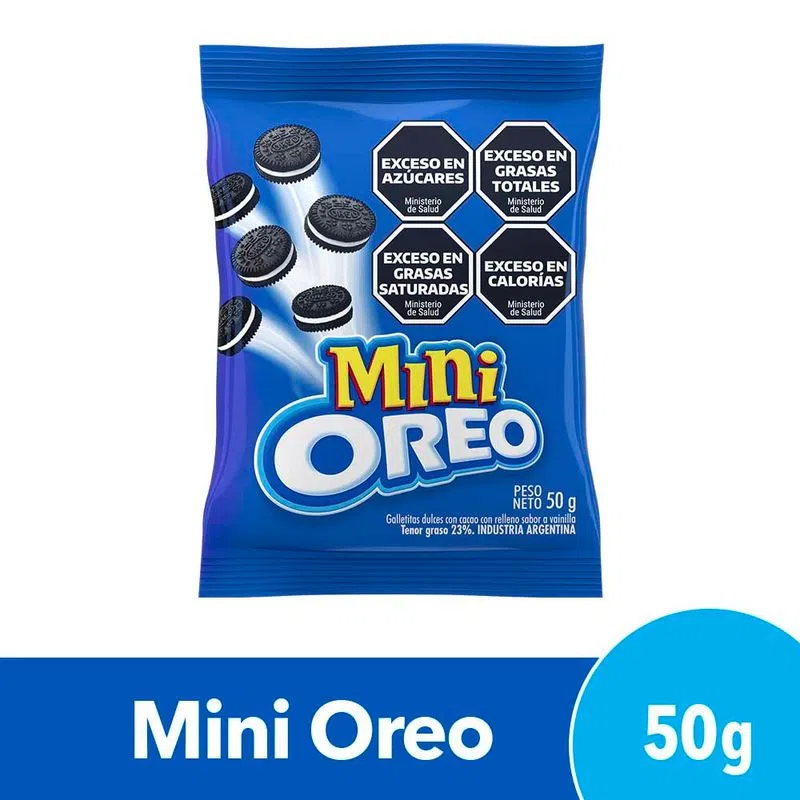 EXCESO EN
AZÚCARES
Ministerio
de Salud
EXCESO EN
GRASAS
TOTALES
Ministerio
de Salud
EXCESO EN
GRASAS
SATURADAS
Ministerio
de Salud
EXCESO EN
CALORÍAS
Ministerio
de Salud
Mini
OREO
PESO
NETO 50 g
Galletitas dulces con cacao con relleno sabor a vainilla
Tenor graso 23%. INDUSTRIA ARGENTINA
Mini Oreo
50g